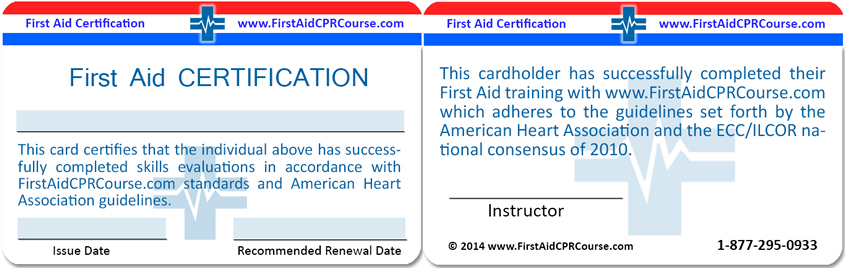 First Aid Certification www.FirstAidCPRCourse.com
First Aid CERTIFICATION
This card certifies that the individual above has success-
fully completed skills evaluations in accordance with
FirstAidCPRCourse.com standards and American Heart
Association guidelines.
Issue Date Recommended Renewal Date
First Aid Certification www.FirstAidCPRCourse.com
This cardholder has successfully completed their
First Aid training with www.FirstAidCPRCourse.com
which adheres to the guidelines set forth by the
American Heart Association and the ECC/ILCOR na-
tional consensus of 2010.
Instructor
© 2014 www.FirstAidCPRCourse.com 1-877-295-0933